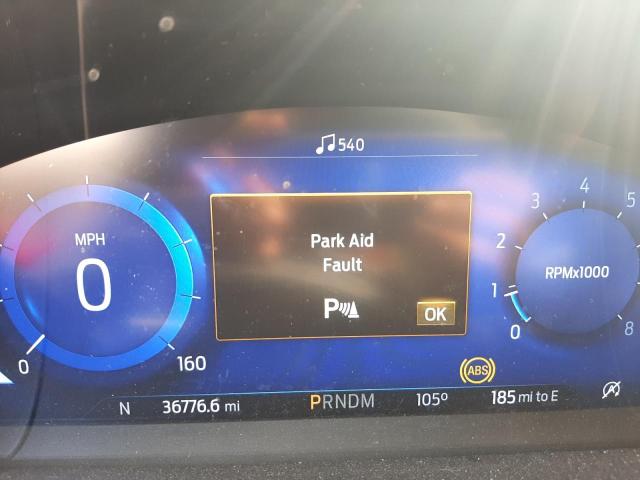 540
MPH
0
0
160
Park Aid
Fault
P
OK
RPMx1000
0
1
2
3
4
5
8
ABS
N 36776.6 mi PRNDM 105° 185 mi to E